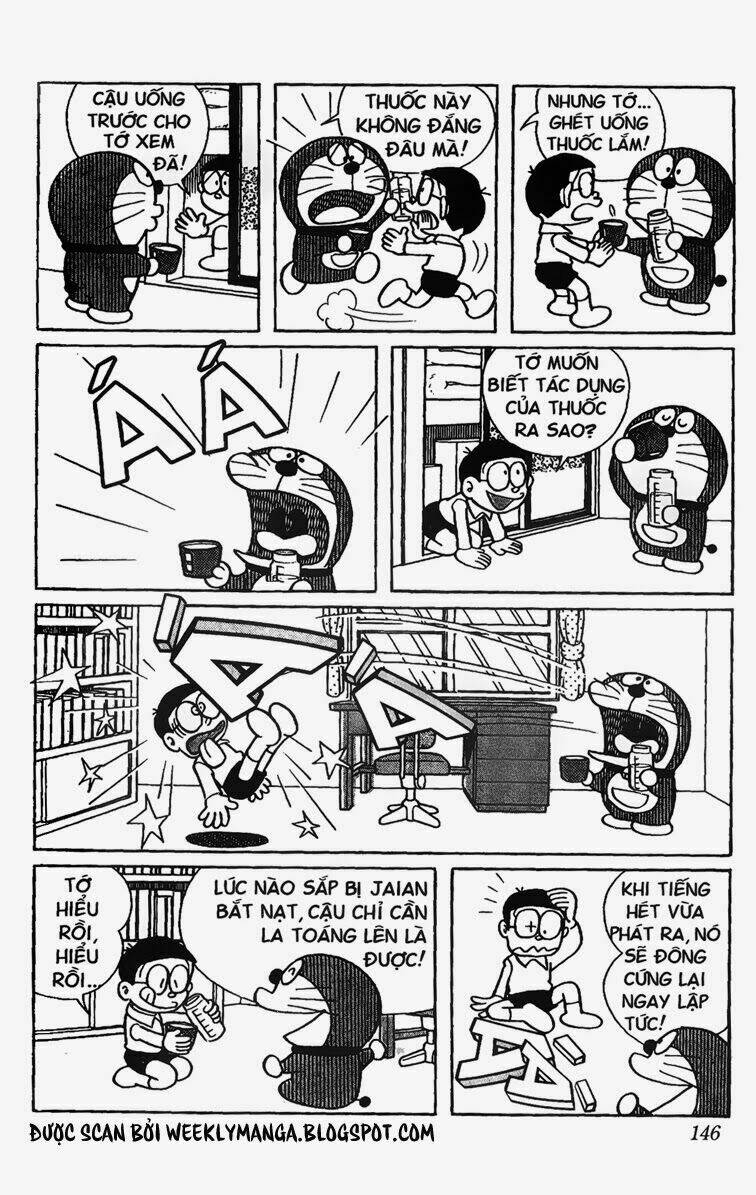 NHƯNG TỚ...
GHÉT UỐNG
THUỐC LẮM!
THUỐC NÀY
KHÔNG ĐẮNG
ĐÂU MÀ!
CẬU UỐNG
TRƯỚC CHO
TỚ XEM
ĐÃ!
TỚ MUỐN
BIẾT TÁC DỤNG
CỦA THUỐC
RA SAO?
Á Á
Á Á
KHI TIẾNG
HÉT VỪA
PHÁT RA, NÓ
SẼ ĐÔNG
CỨNG LẠI
NGAY LẬP
TỨC!
Á Á
LÚC NÀO SẮP BỊ JAIAN
BẮT NẠT, CẬU CHỈ CẦN
LA TOÁNG LÊN LÀ
ĐƯỢC!
TỚ
HIỂU
RỒI,
HIỂU
RỒI...
ĐƯỢC SCAN BỞI WEEKLYMANGA.BLOGSPOT.COM
146